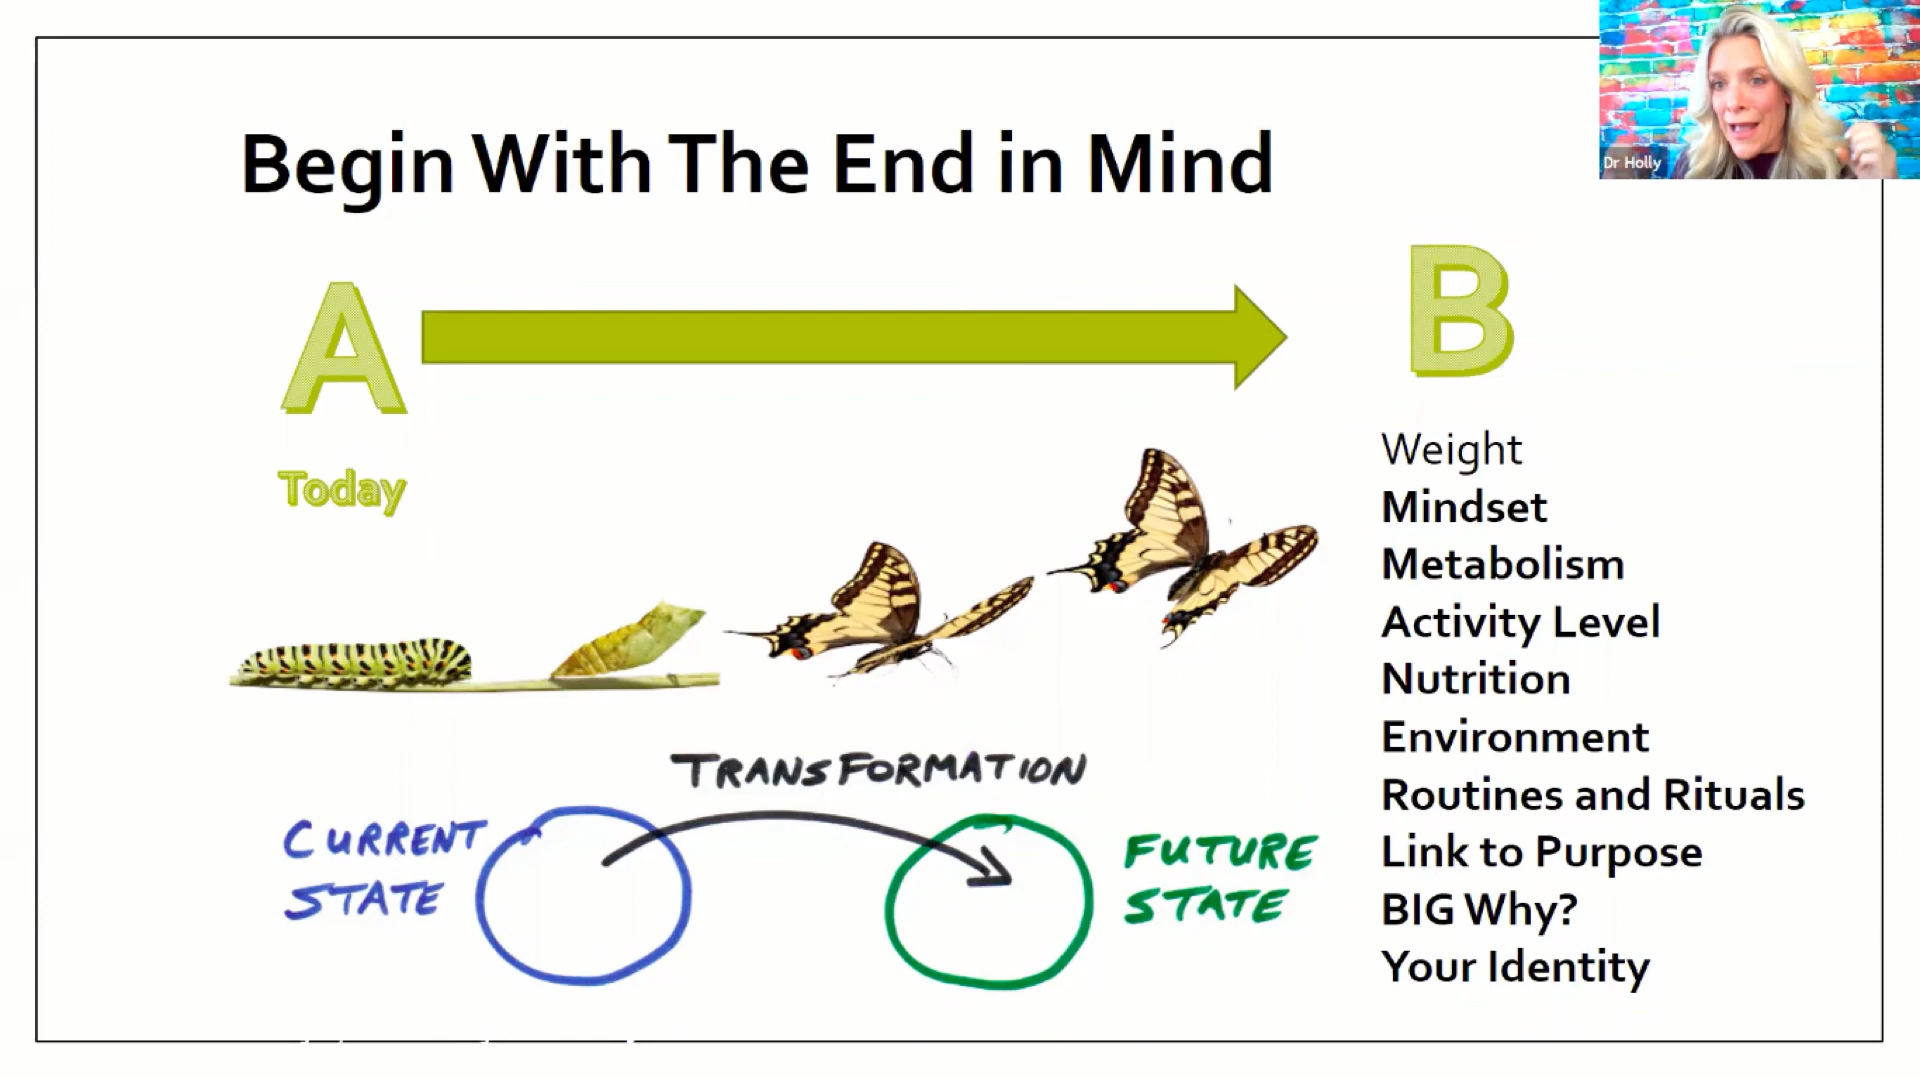 Dr Holly
Begin With The End in Mind
A
B
Today
Weight
Mindset
Metabolism
Activity Level
Nutrition
Environment
Routines and Rituals
Link to Purpose
BIG Why?
Your Identity
TRANSFORMATION
CURRENT
STATE
FUTURE
STATE